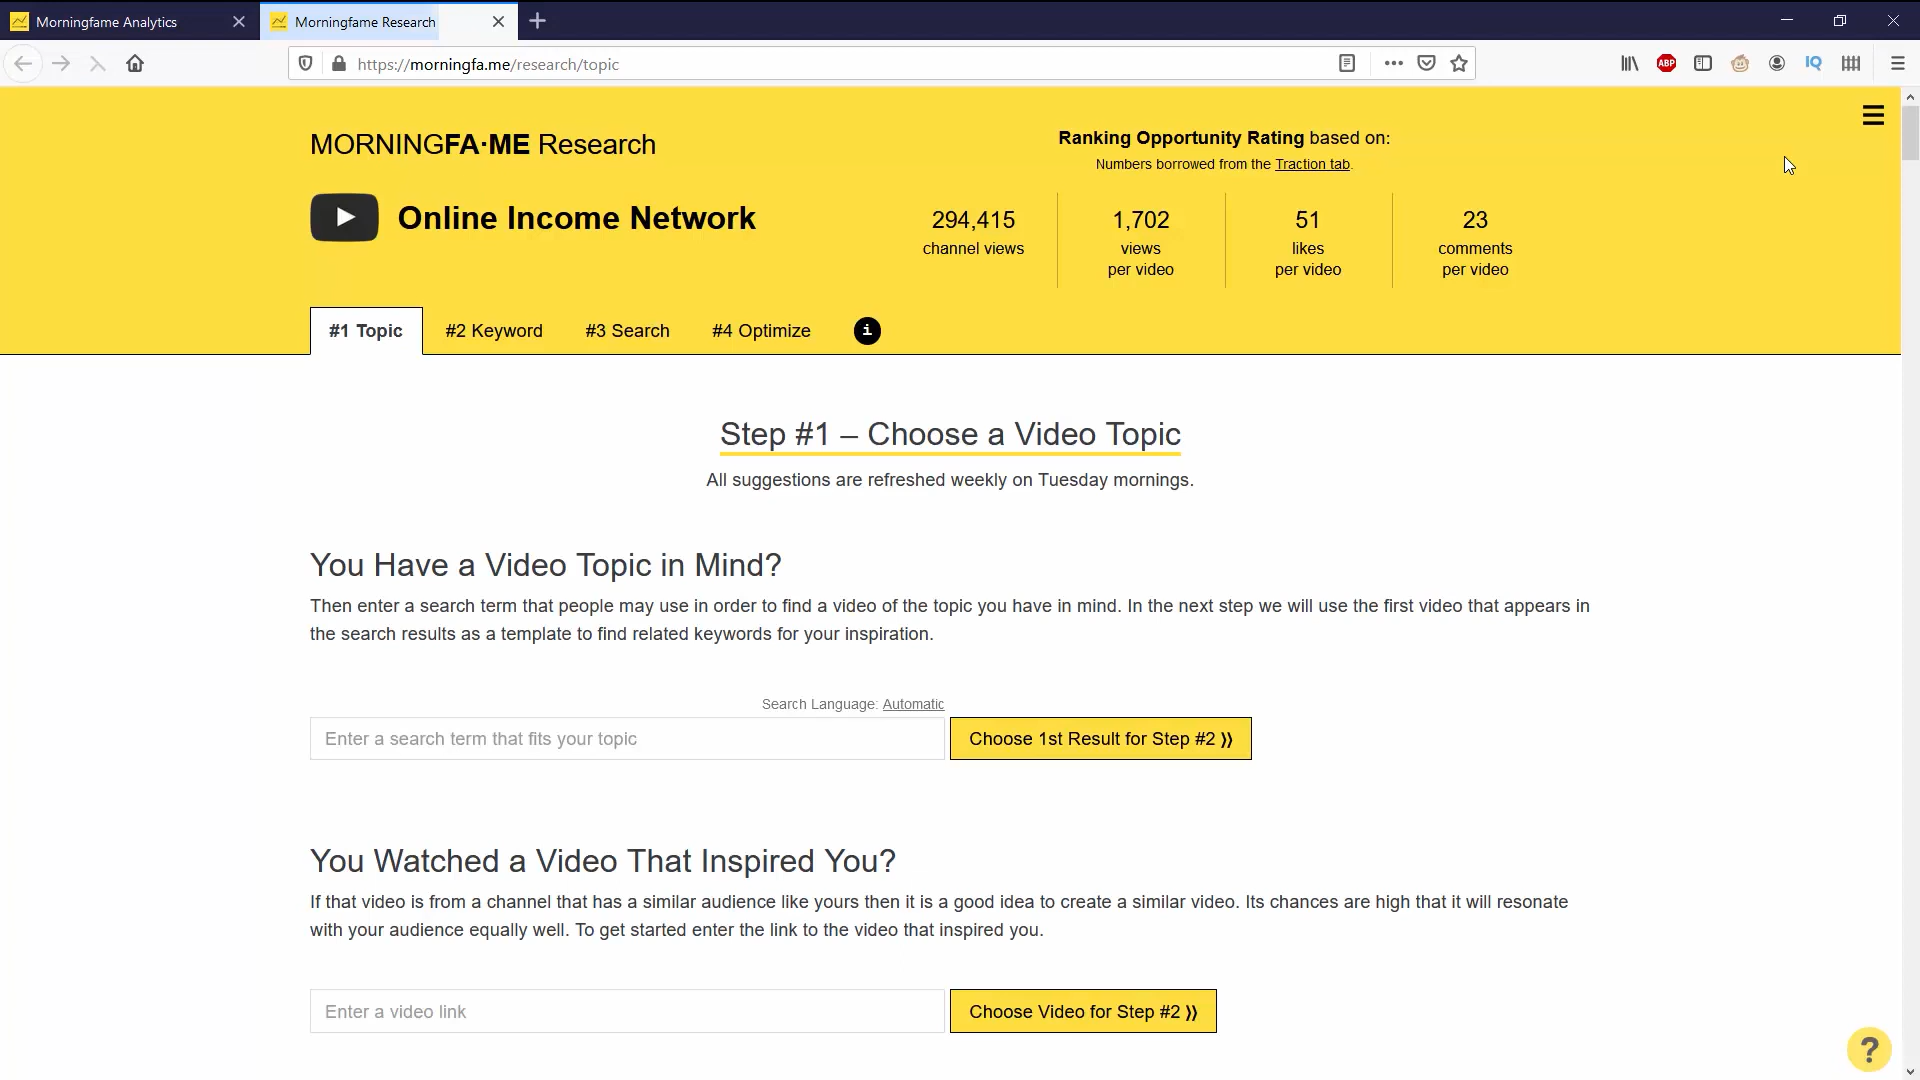 Morningfame Analytics
Morningfame Research
https://morningfa.me/research/topic
ABP
IQ
MORNINGFA·ME Research
Ranking Opportunity Rating based on:
Numbers borrowed from the Traction tab.
Online Income Network
294,415
channel views
1,702
views
per video
51
likes
per video
23
comments
per video
#1 Topic
#2 Keyword
#3 Search
#4 Optimize
i
Step #1 – Choose a Video Topic
All suggestions are refreshed weekly on Tuesday mornings.
You Have a Video Topic in Mind?
Then enter a search term that people may use in order to find a video of the topic you have in mind. In the next step we will use the first video that appears in
the search results as a template to find related keywords for your inspiration.
Search Language: Automatic
Enter a search term that fits your topic
Choose 1st Result for Step #2 ⟩⟩
You Watched a Video That Inspired You?
If that video is from a channel that has a similar audience like yours then it is a good idea to create a similar video. Its chances are high that it will resonate
with your audience equally well. To get started enter the link to the video that inspired you.
Enter a video link
Choose Video for Step #2 ⟩⟩
?